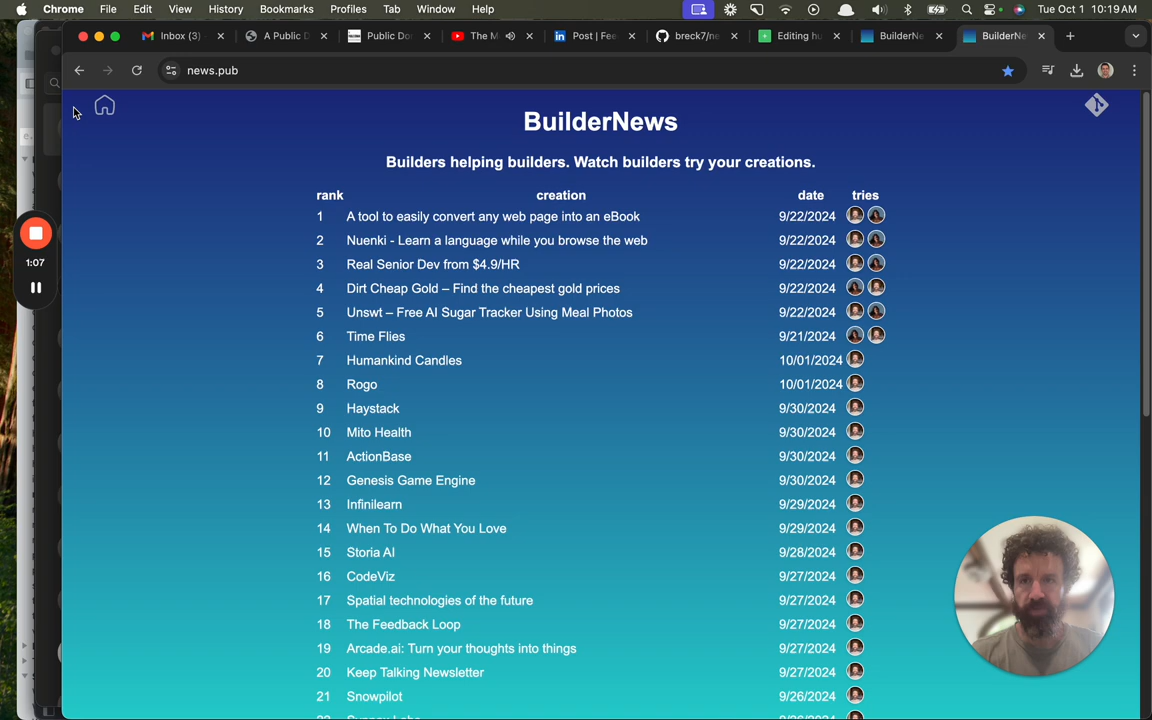 Chrome File Edit View History Bookmarks Profiles Tab Window Help Tue Oct 1 10:19 AM
Inbox (3) A Public D Public Do The M Post | Fee breck7/ne Editing hu BuilderNe BuilderNe
news.pub
BuilderNews
Builders helping builders. Watch builders try your creations.
rank creation date tries
1 A tool to easily convert any web page into an eBook 9/22/2024
2 Nuenki - Learn a language while you browse the web 9/22/2024
3 Real Senior Dev from $4.9/HR 9/22/2024
1:07
4 Dirt Cheap Gold – Find the cheapest gold prices 9/22/2024
5 Unswt – Free AI Sugar Tracker Using Meal Photos 9/22/2024
6 Time Flies 9/21/2024
7 Humankind Candles 10/01/2024
8 Rogo 10/01/2024
9 Haystack 9/30/2024
10 Mito Health 9/30/2024
11 ActionBase 9/30/2024
12 Genesis Game Engine 9/30/2024
13 Infinilearn 9/29/2024
14 When To Do What You Love 9/29/2024
15 Storia AI 9/28/2024
16 CodeViz 9/27/2024
17 Spatial technologies of the future 9/27/2024
18 The Feedback Loop 9/27/2024
19 Arcade.ai: Turn your thoughts into things 9/27/2024
20 Keep Talking Newsletter 9/27/2024
21 Snowpilot 9/26/2024